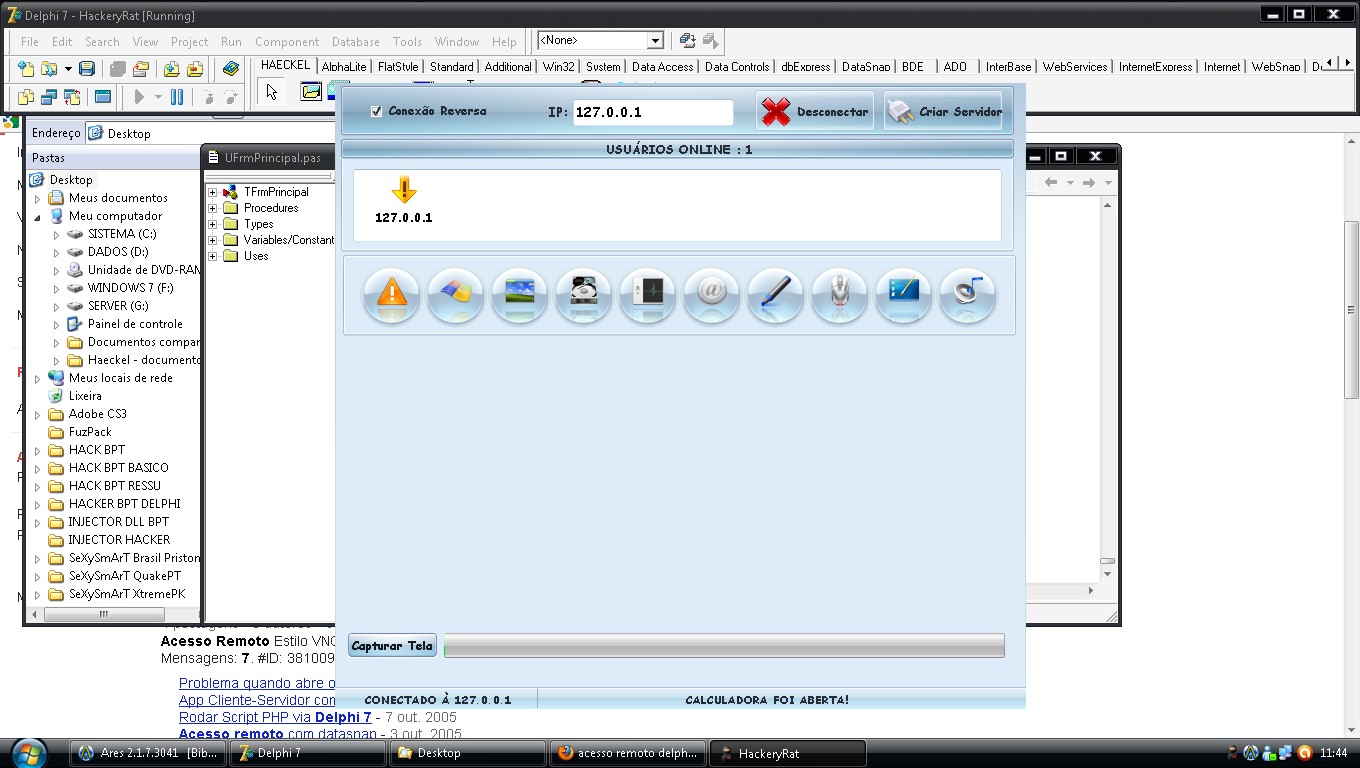 Delphi 7 - HackeryRat [Running]
File Edit Search View Project Run Component Database Tools Window Help <None>
HAECKEL AlphaLite FlatStyle Standard Additional Win32 System Data Access Data Controls dbExpress DataSnap BDE ADO InterBase WebServices InternetExpress Internet WebSnap
Conexão Reversa IP: 127.0.0.1 Desconectar Criar Servidor
Endereço Desktop
USUÁRIOS ONLINE : 1
Pastas UFrmPrincipal.pas
Desktop
Meus documentos
Meu computador
SISTEMA (C:)
DADOS (D:)
Unidade de DVD-RAN
WINDOWS 7 (F:)
SERVER (G:)
Painel de controle
Documentos compar
Haeckel - documento
Meus locais de rede
Lixeira
Adobe CS3
FuzPack
HACK BPT
HACK BPT BASICO
HACK BPT RESSU
HACKER BPT DELPHI
INJECTOR DLL BPT
INJECTOR HACKER
SeXySmArT Brasil Priston
SeXySmArT QuakePT
SeXySmArT XtremePK
TFrmPrincipal
Procedures
Types
Variables/Constant
Uses
127.0.0.1
Capturar Tela
CONECTADO À 127.0.0.1 CALCULADORA FOI ABERTA!
Acesso Remoto Estilo VNC
Mensagens: 7. #ID: 381009
Problema quando abre o
App Cliente-Servidor com
Rodar Script PHP via Delphi 7 - 7 out. 2005
Acesso remoto com datasnap - 3 out. 2005
Ares 2.1.7.3041 [Bib... Delphi 7 Desktop acesso remoto delph... HackeryRat 11:44